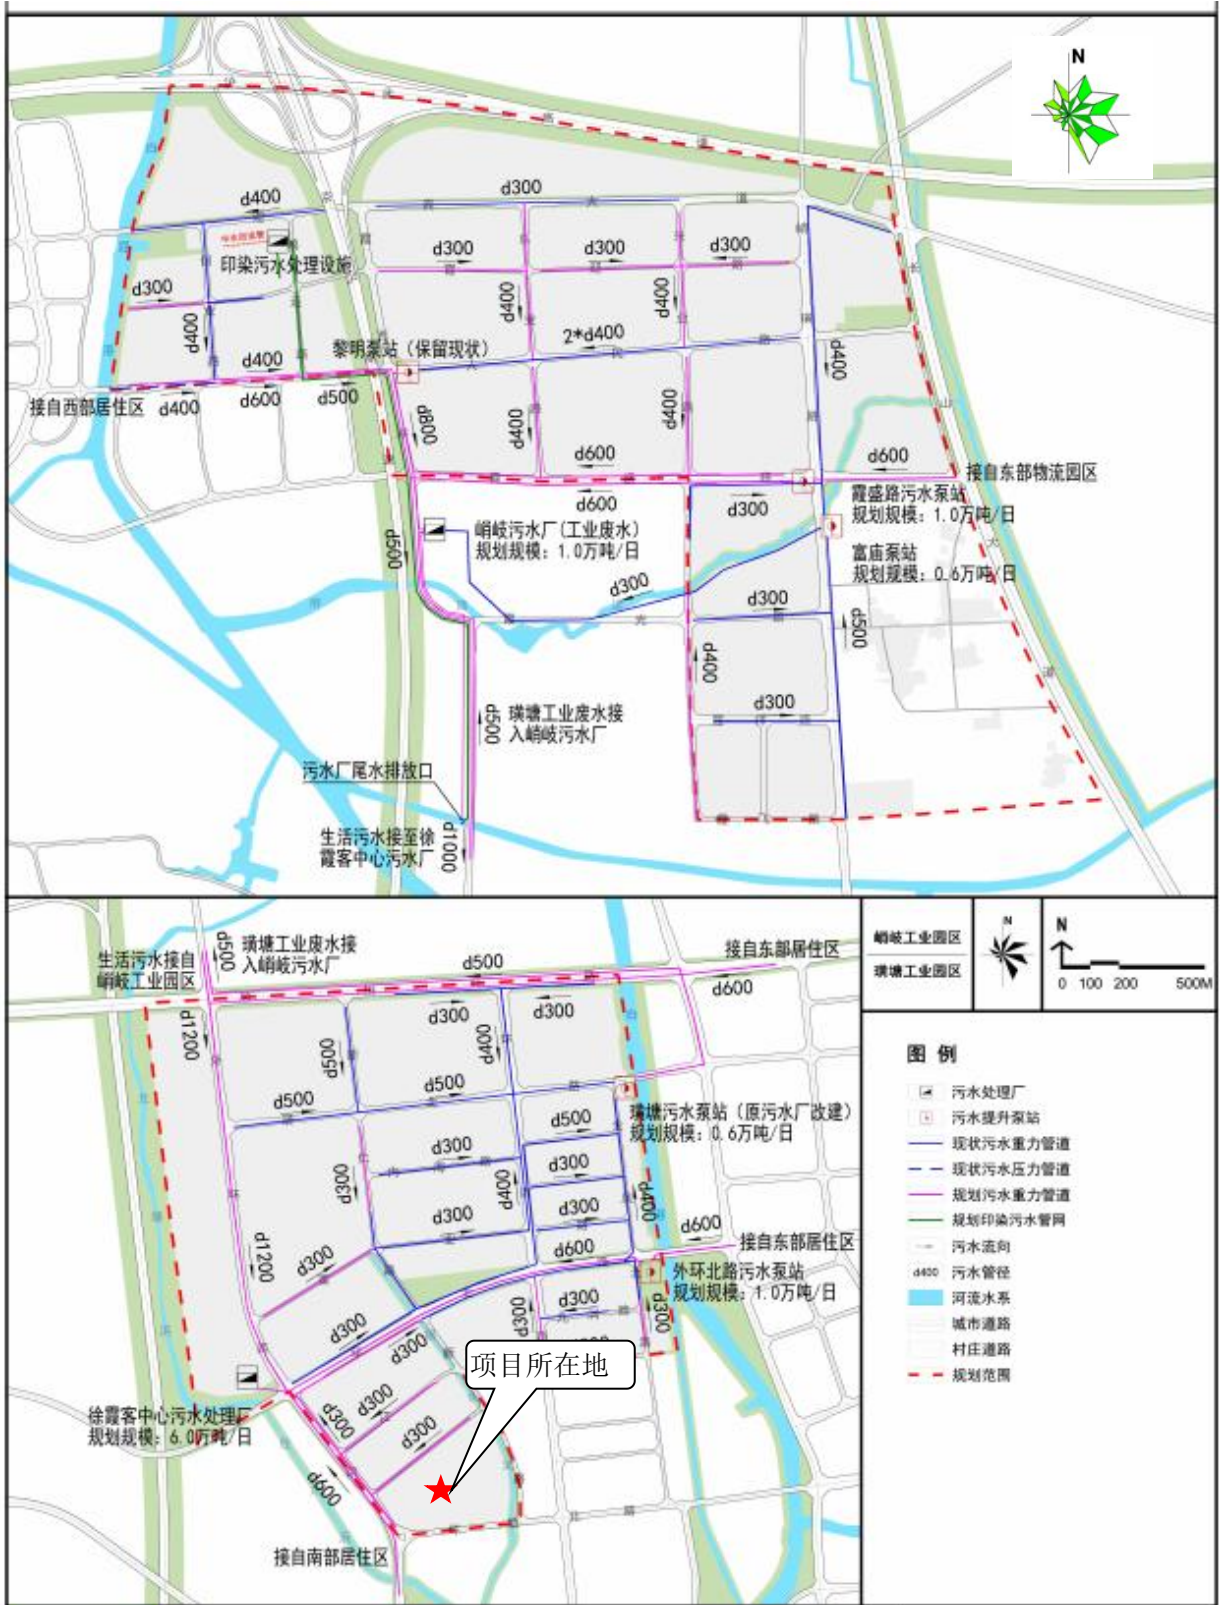 N
d300
d400
d300
d300
d300
印染污水处理设施
d300
d400
d400
d400
2*d400
黎明泵站（保留现状）
d400
d400
接自西部居住区
d400
d600
d500
d800
d400
d400
d600
d600
接自东部物流园区
d600
d300
霞盛路污水泵站
规划规模：1.0万吨/日
峭岐污水厂(工业废水)
规划规模：1.0万吨/日
d500
富庙泵站
规划规模：0.6万吨/日
d300
d300
d500
d400
d300
d500
璜塘工业废水接
入峭岐污水厂
污水厂尾水排放口
生活污水接至徐
霞客中心污水厂
d1000
生活污水接自
峭岐工业园区
d500
璜塘工业废水接
入峭岐污水厂
d500
接自东部居住区
d600
d1200
d300
d300
d500
d400
d500
d500
d500
璜塘污水泵站（原污水厂改建）
规划规模：0.6万吨/日
d300
d300
d300
d400
d400
d300
d600
接自东部居住区
d1200
d300
d600
外环北路污水泵站
规划规模：1.0万吨/日
d300
d300
d300
d300
d300
项目所在地
徐霞客中心污水处理厂
规划规模：6.0万吨/日
d300
d300
d300
d600
接自南部居住区
峭岐工业园区
璜塘工业园区
N
N
0 100 200 500M
图 例
污水处理厂
污水提升泵站
现状污水重力管道
现状污水压力管道
规划污水重力管道
规划印染污水管网
污水流向
d400 污水管径
河流水系
城市道路
村庄道路
规划范围